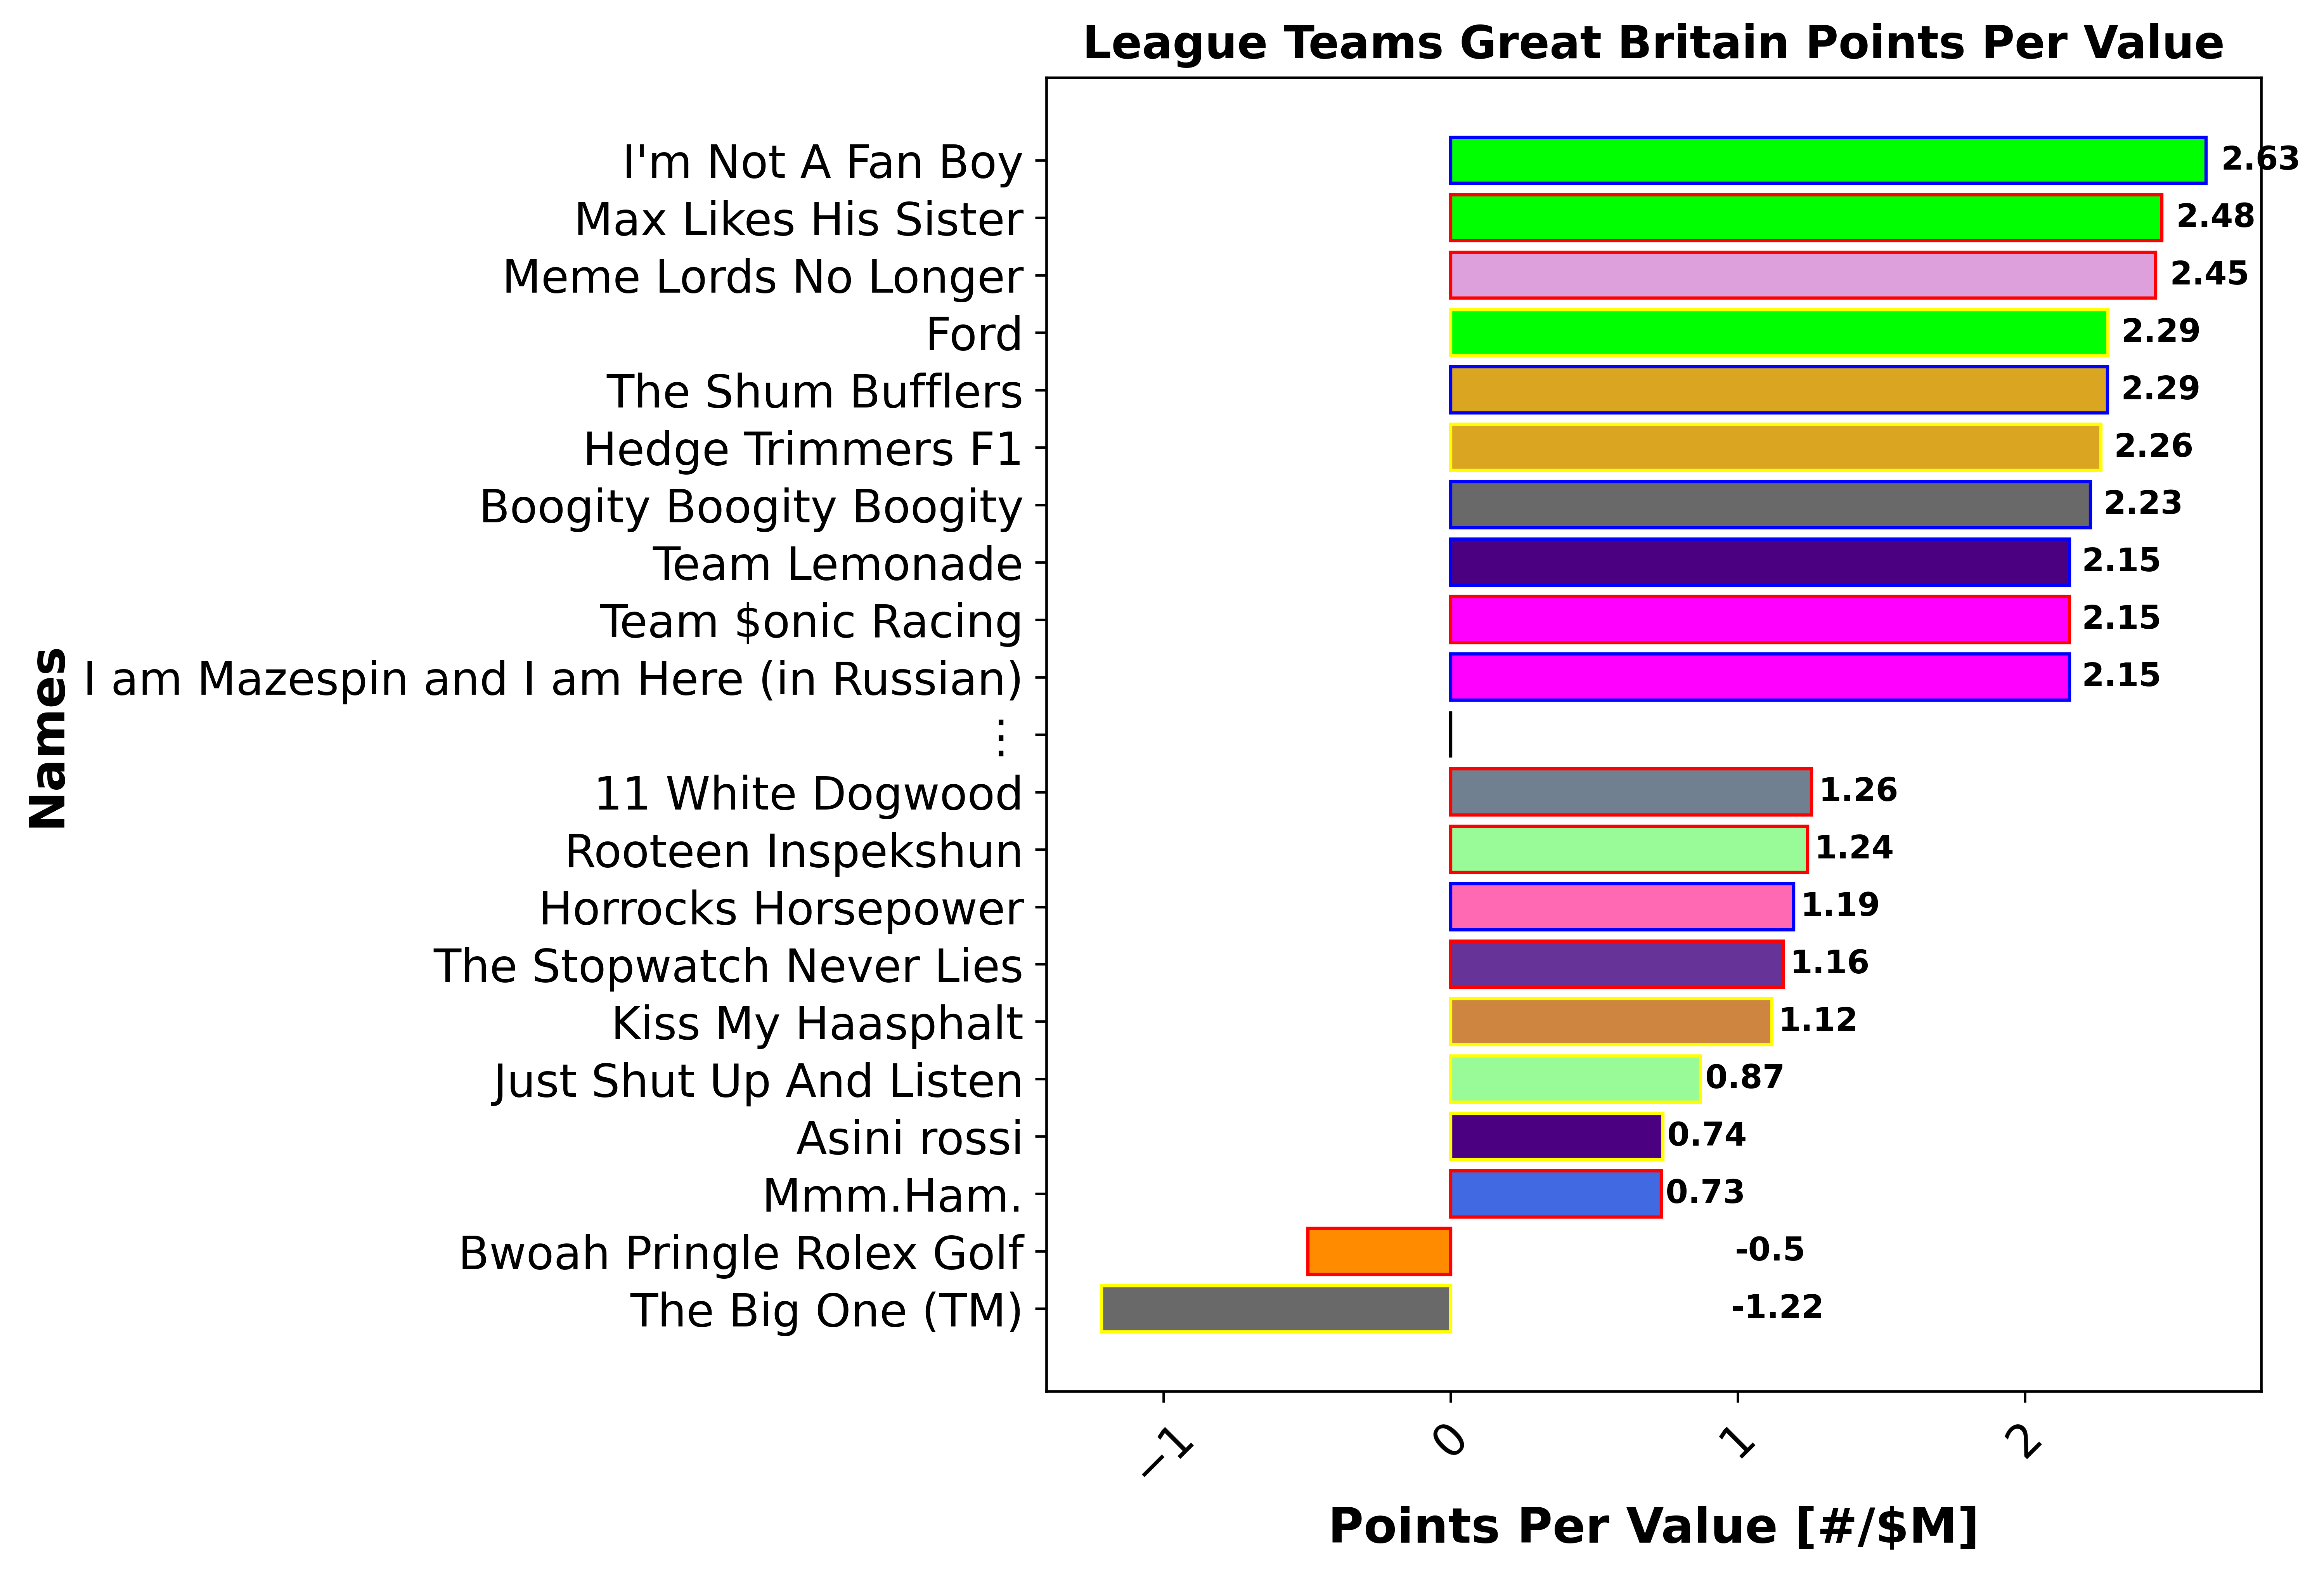 League Teams Great Britain Points Per Value
I'm Not A Fan Boy 2.63
Max Likes His Sister 2.48
Meme Lords No Longer 2.45
Ford 2.29
The Shum Bufflers 2.29
Hedge Trimmers F1 2.26
Boogity Boogity Boogity 2.23
Team Lemonade 2.15
Team $onic Racing 2.15
I am Mazespin and I am Here (in Russian) 2.15
⋮
11 White Dogwood 1.26
Rooteen Inspekshun 1.24
Horrocks Horsepower 1.19
The Stopwatch Never Lies 1.16
Kiss My Haasphalt 1.12
Just Shut Up And Listen 0.87
Asini rossi 0.74
Mmm.Ham. 0.73
Bwoah Pringle Rolex Golf -0.5
The Big One (TM) -1.22
Names
−1 0 1 2
Points Per Value [#/$M]